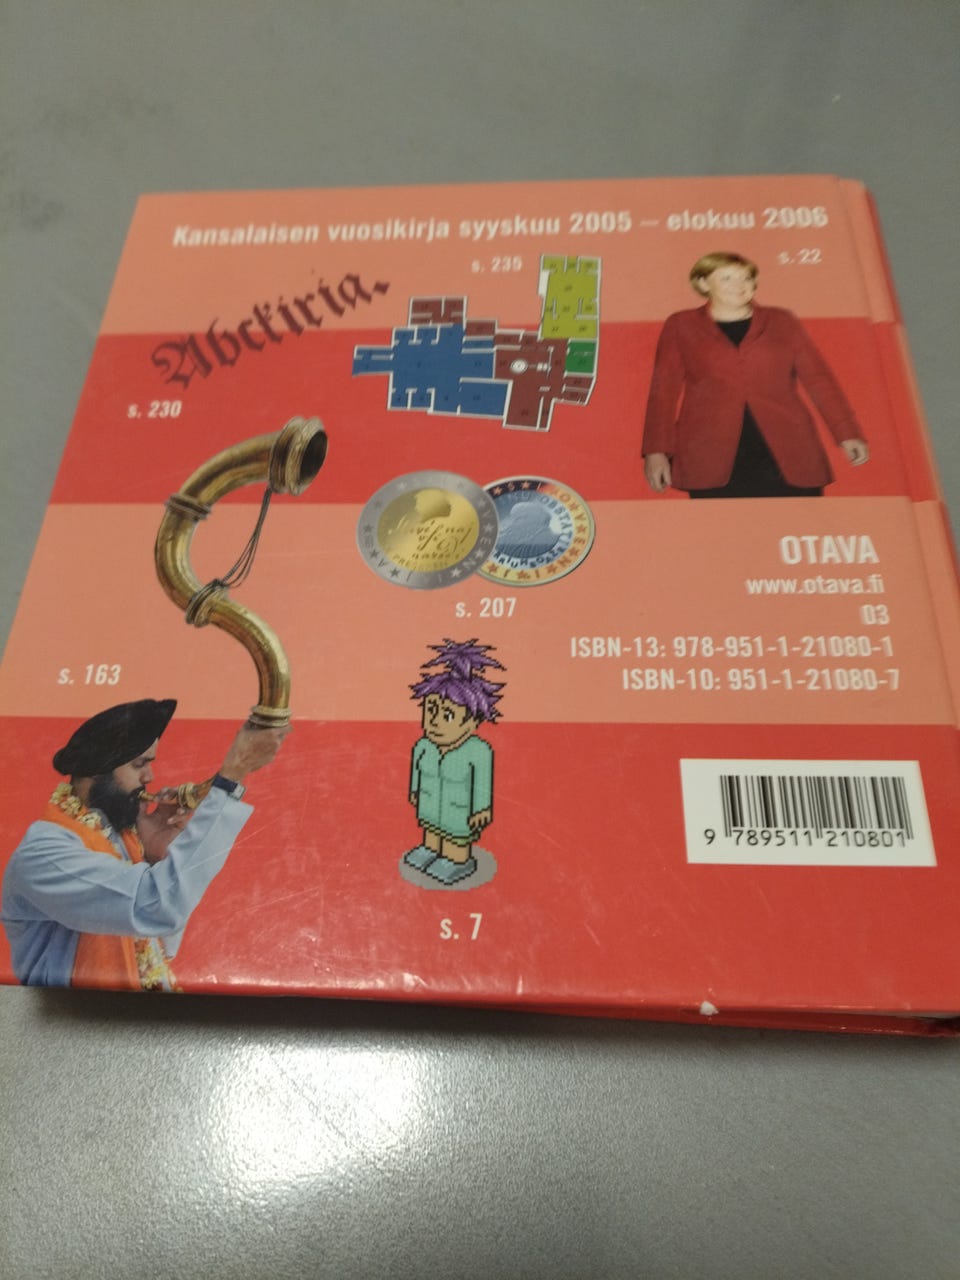 Kansalaisen vuosikirja syyskuu 2005 – elokuu 2006
s. 235
s. 22
Abckiria.
s. 230
OTAVA
www.otava.fi
03
s. 207
ISBN-13: 978-951-1-21080-1
ISBN-10: 951-1-21080-7
s. 163
9 789511 210801
s. 7